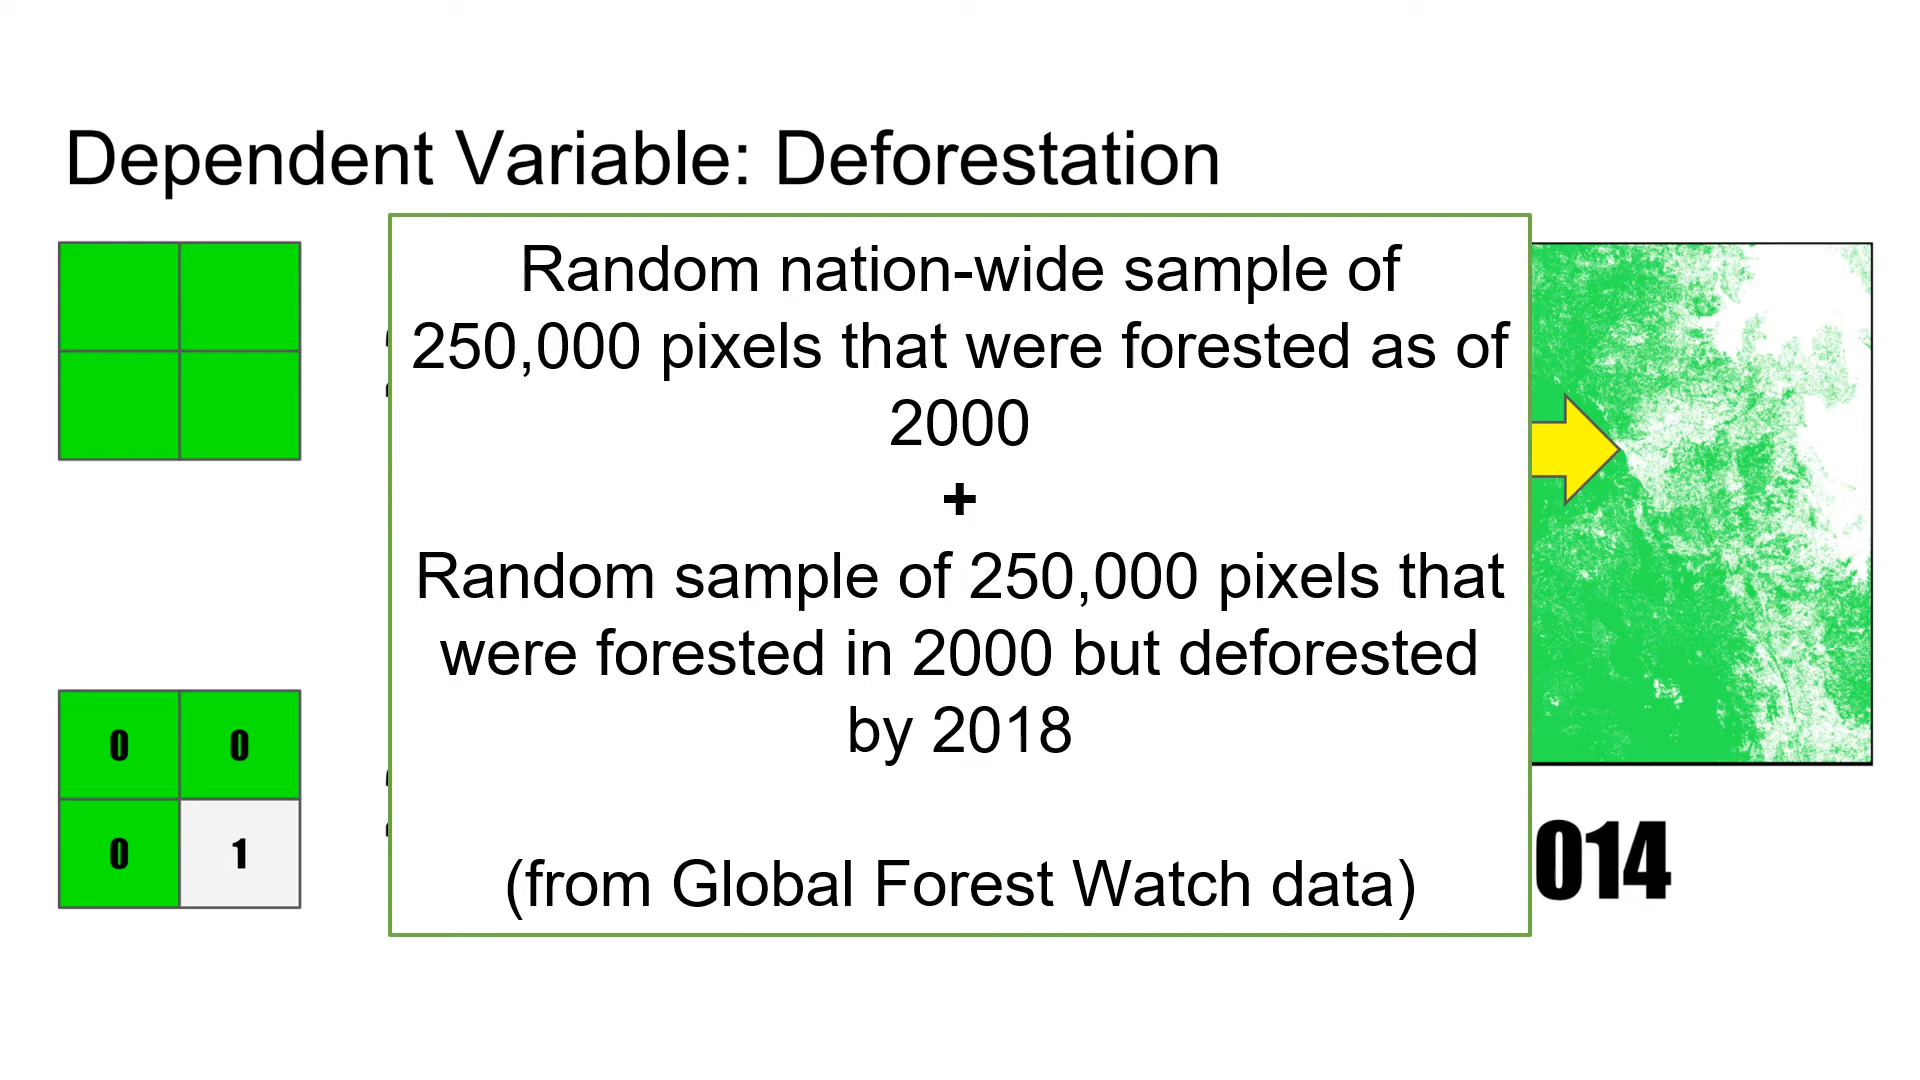 Dependent Variable: Deforestation
Random nation-wide sample of
250,000 pixels that were forested as of
2000
+
Random sample of 250,000 pixels that
were forested in 2000 but deforested
by 2018
(from Global Forest Watch data)
0 0
0 1
014